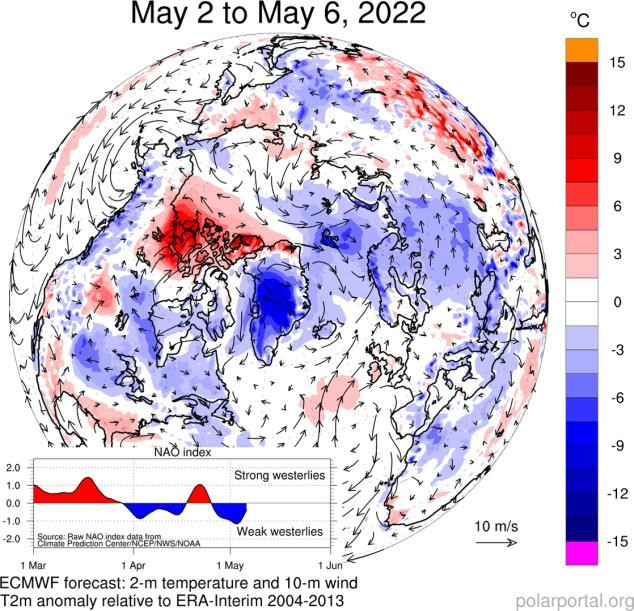 May 2 to May 6, 2022
°C
15
12
9
6
3
0
-3
-6
-9
-12
-15
NAO index
2.0
1.0
0.0
-1.0
-2.0
Strong westerlies
Weak westerlies
Source: Raw NAO index data from
Climate Prediction Center/NCEP/NWS/NOAA
1 Mar
1 Apr
1 May
1 Jun
10 m/s
ECMWF forecast: 2-m temperature and 10-m wind
T2m anomaly relative to ERA-Interim 2004-2013
polarportal.org